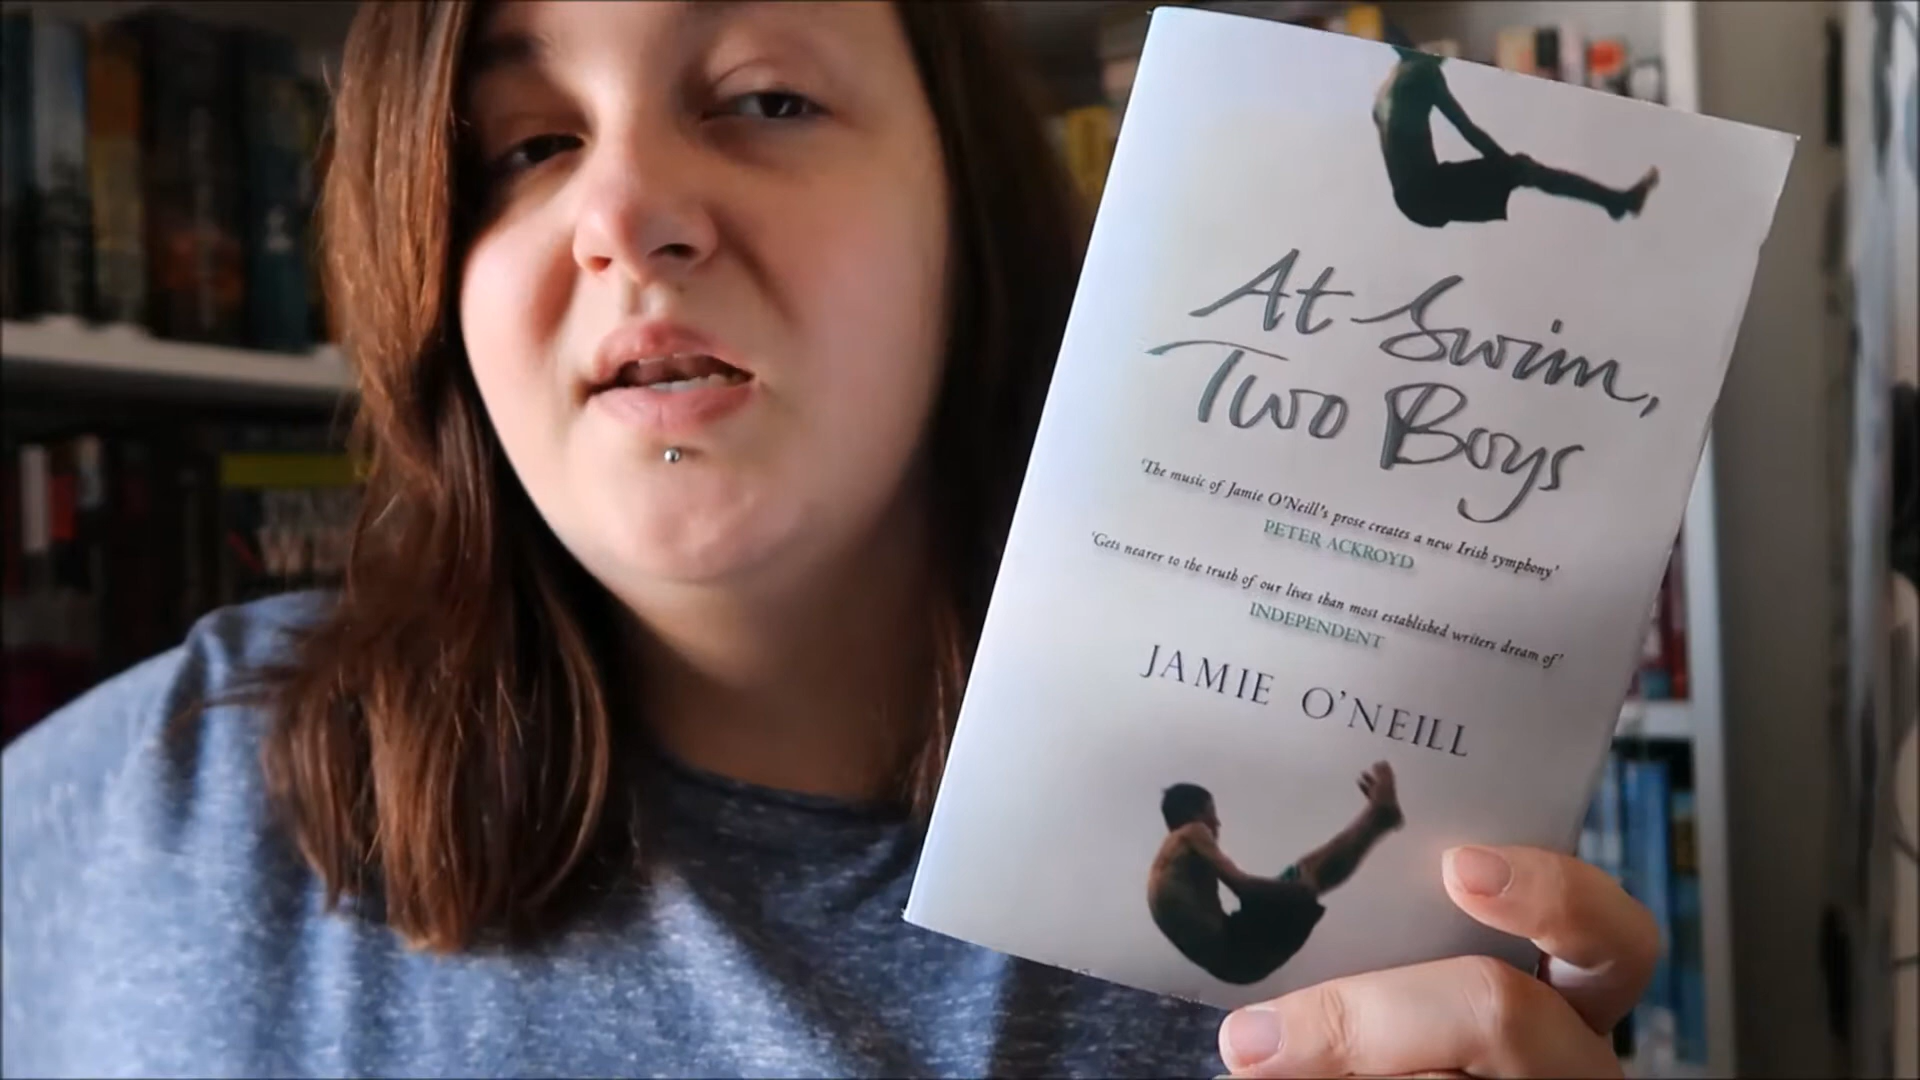 At Swim,
Two Boys
'The music of Jamie O'Neill's prose creates a new Irish symphony'
PETER ACKROYD
'Gets nearer to the truth of our lives than most established writers dream of'
INDEPENDENT
JAMIE O'NEILL